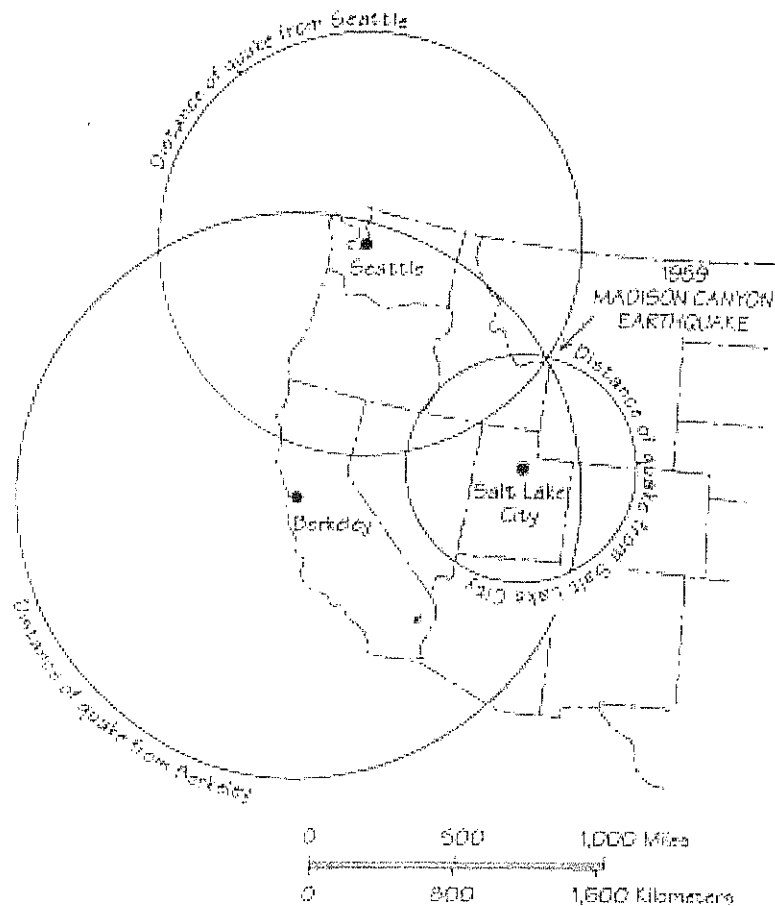 Distance of quake from Seattle
Seattle
1959
MADISON CANYON
EARTHQUAKE
Distance of quake from Salt Lake City
Salt Lake
City
Berkeley
Distance of quake from Berkeley
0 500 1,000 Miles
0 800 1,600 Kilometers